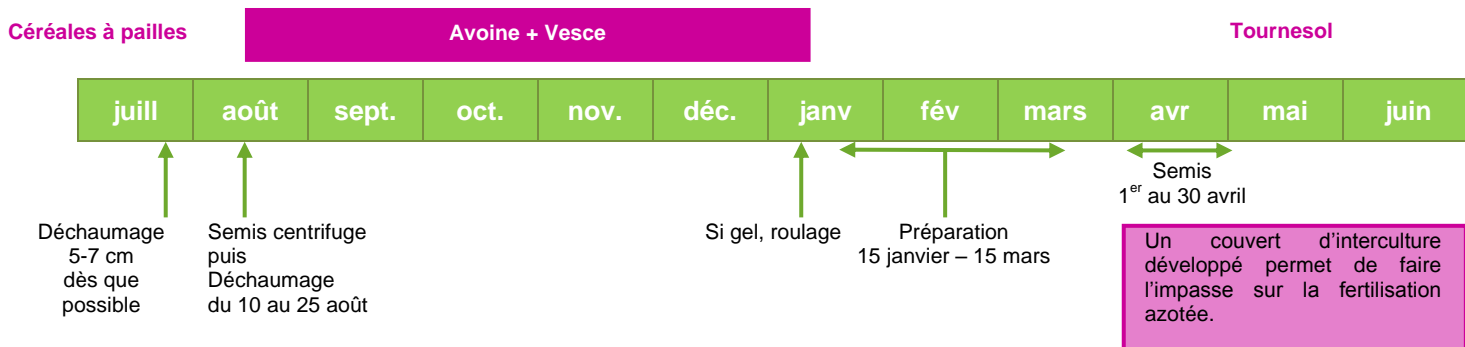 Céréales à pailles
Avoine + Vesce
Tournesol
juill août sept. oct. nov. déc. janv fév mars avr mai juin
Déchaumage
5-7 cm
dès que
possible
Semis centrifuge
puis
Déchaumage
du 10 au 25 août
Si gel, roulage
Préparation
15 janvier – 15 mars
Semis
1er au 30 avril
Un couvert d’interculture
développé permet de faire
l’impasse sur la fertilisation
azotée.